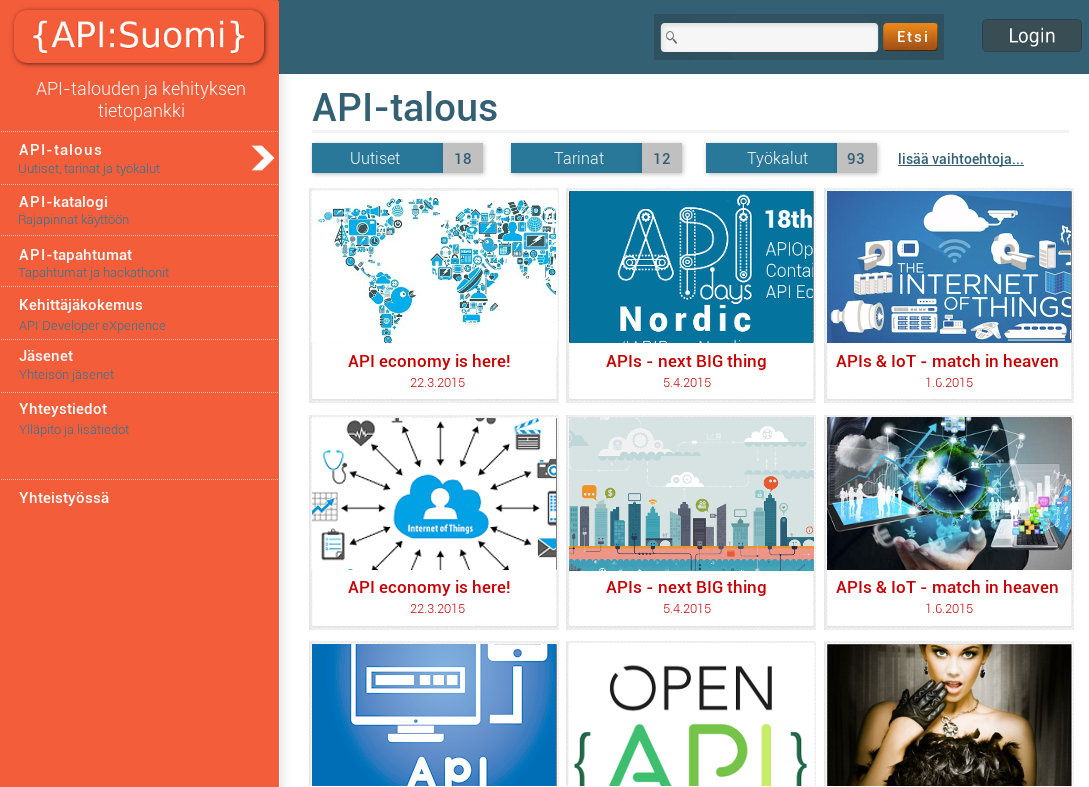 {API:Suomi}
API-talouden ja kehityksen
tietopankki
API-talous
Uutiset, tarinat ja työkalut
API-katalogi
Rajapinnat käyttöön
API-tapahtumat
Tapahtumat ja hackathonit
Kehittäjäkokemus
API Developer eXperience
Jäsenet
Yhteisön jäsenet
Yhteystiedot
Ylläpito ja lisätiedot
Yhteistyössä
Etsi
Login
API-talous
Uutiset 18
Tarinat 12
Työkalut 93
lisää vaihtoehtoja...
API days
Nordic
18th
APIOp
Contai
API Ec
THE
INTERNET
OF THINGS
API economy is here!
22.3.2015
APIs - next BIG thing
5.4.2015
APIs & IoT - match in heaven
1.6.2015
Internet of Things
API economy is here!
22.3.2015
APIs - next BIG thing
5.4.2015
APIs & IoT - match in heaven
1.6.2015
API
OPEN
{API}